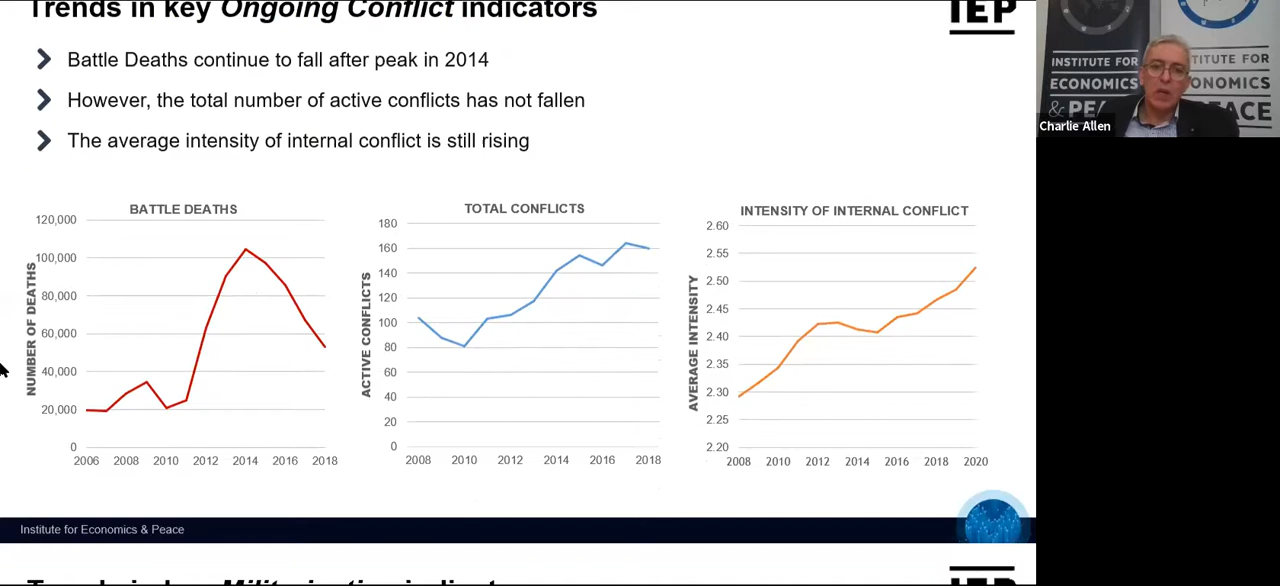 Trends in key Ongoing Conflict indicators
IEP
Battle Deaths continue to fall after peak in 2014
However, the total number of active conflicts has not fallen
The average intensity of internal conflict is still rising
BATTLE DEATHS
NUMBER OF DEATHS
120,000
100,000
80,000
60,000
40,000
20,000
0
2006 2008 2010 2012 2014 2016 2018
TOTAL CONFLICTS
ACTIVE CONFLICTS
180
160
140
120
100
80
60
40
20
0
2008 2010 2012 2014 2016 2018
INTENSITY OF INTERNAL CONFLICT
AVERAGE INTENSITY
2.60
2.55
2.50
2.45
2.40
2.35
2.30
2.25
2.20
2008 2010 2012 2014 2016 2018 2020
Institute for Economics & Peace
INSTITUTE FOR
ECONOMICS
& PE
TITUTE FOR
ONOMICS
ACE
Charlie Allen